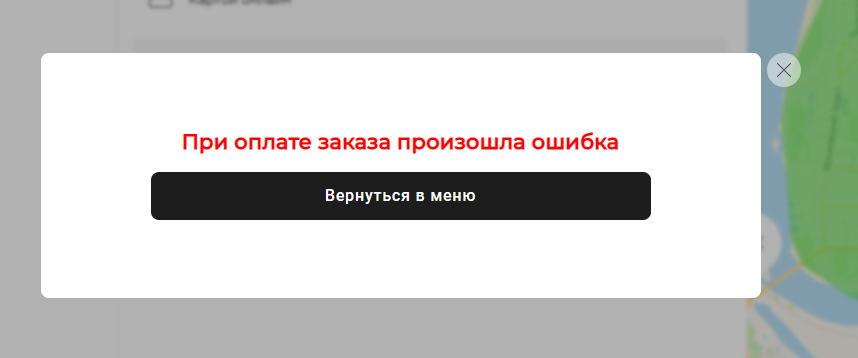 При оплате заказа произошла ошибка
Вернуться в меню